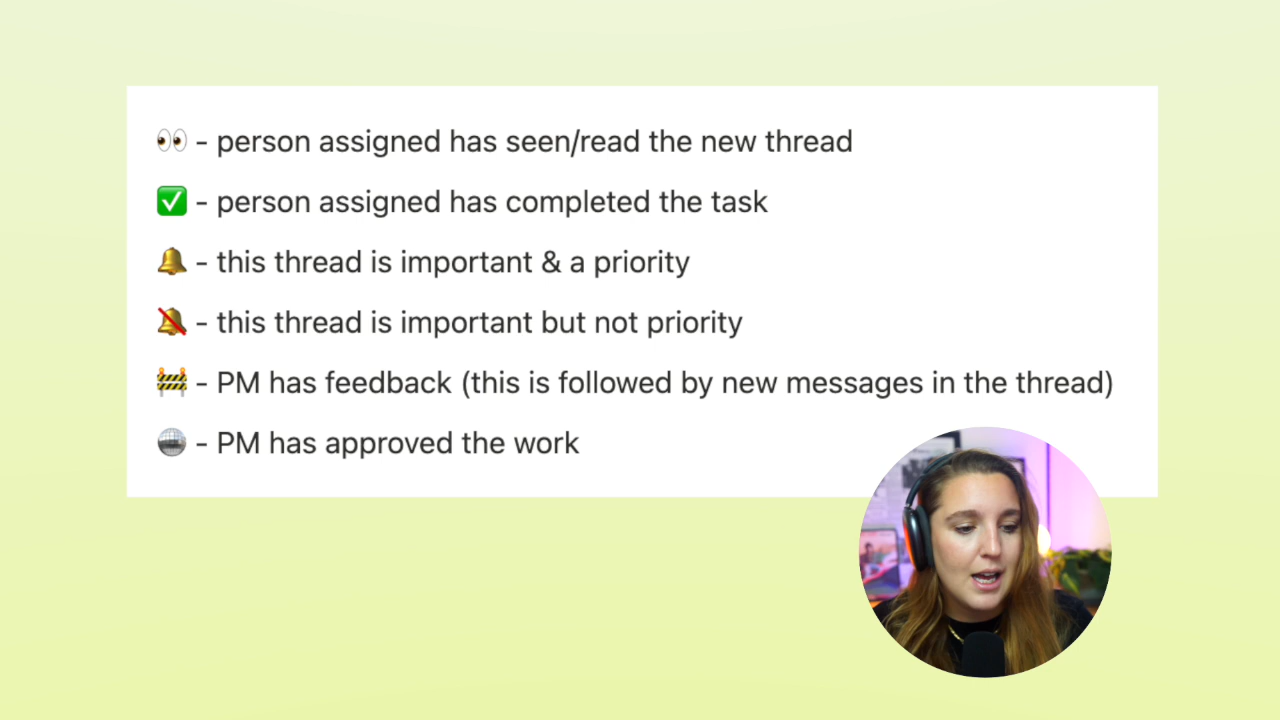 👀 - person assigned has seen/read the new thread
✅ - person assigned has completed the task
🔔 - this thread is important & a priority
🔕 - this thread is important but not priority
🚧 - PM has feedback (this is followed by new messages in the thread)
🪩 - PM has approved the work